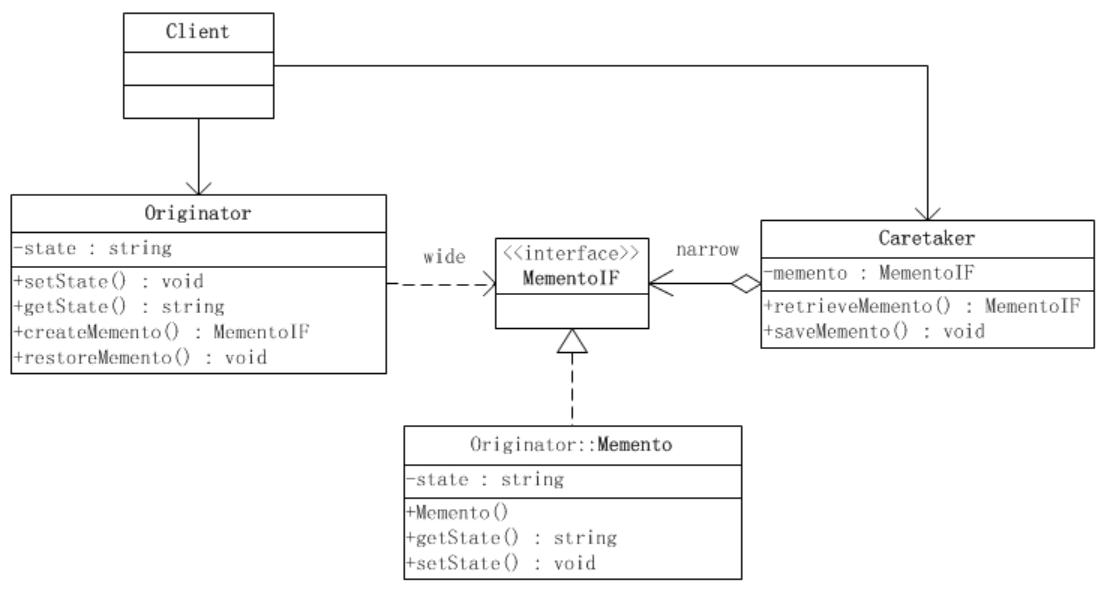 Client
Originator
-state : string
+setState() : void
+getState() : string
+createMemento() : MementoIF
+restoreMemento() : void
wide
<<interface>>
MementoIF
narrow
Caretaker
-memento : MementoIF
+retrieveMemento() : MementoIF
+saveMemento() : void
Originator::Memento
-state : string
+Memento()
+getState() : string
+setState() : void